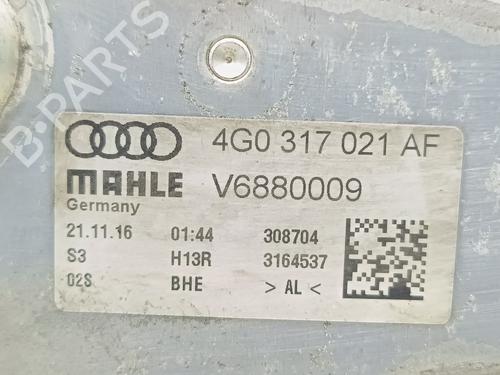 B-PARTS
4G0 317 021 AF
MAHLE V6880009
Germany
21.11.16 01:44 308704
S3 H13R 3164537
02S BHE > AL <